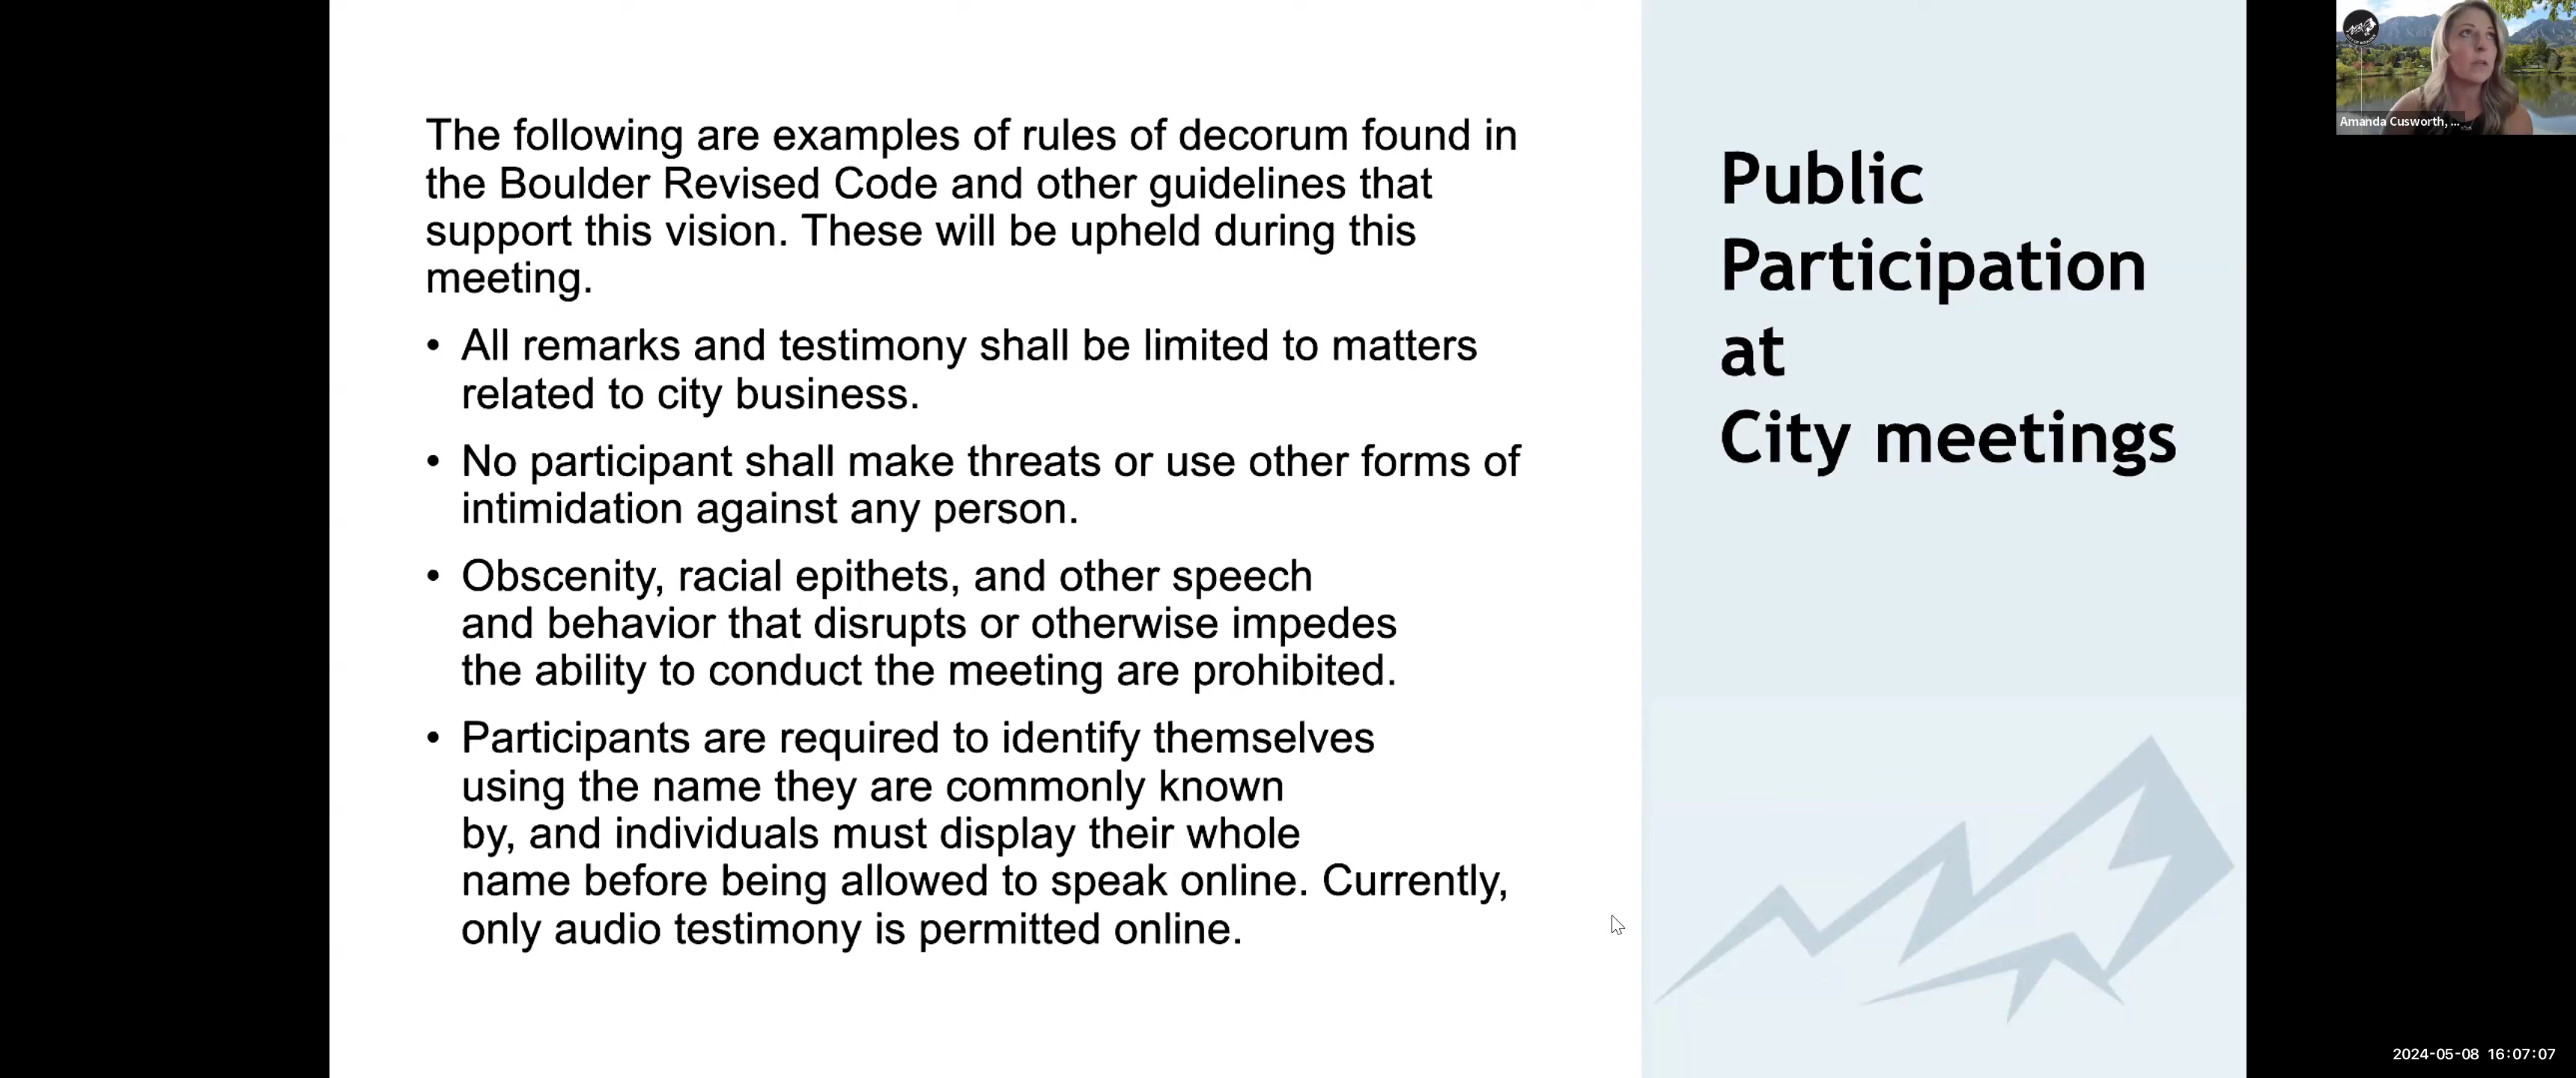 The following are examples of rules of decorum found in
the Boulder Revised Code and other guidelines that
support this vision. These will be upheld during this
meeting.
• All remarks and testimony shall be limited to matters
related to city business.
• No participant shall make threats or use other forms of
intimidation against any person.
• Obscenity, racial epithets, and other speech
and behavior that disrupts or otherwise impedes
the ability to conduct the meeting are prohibited.
• Participants are required to identify themselves
using the name they are commonly known
by, and individuals must display their whole
name before being allowed to speak online. Currently,
only audio testimony is permitted online.
Public
Participation
at
City meetings
Amanda Cusworth, ...
2024-05-08 16:07:07